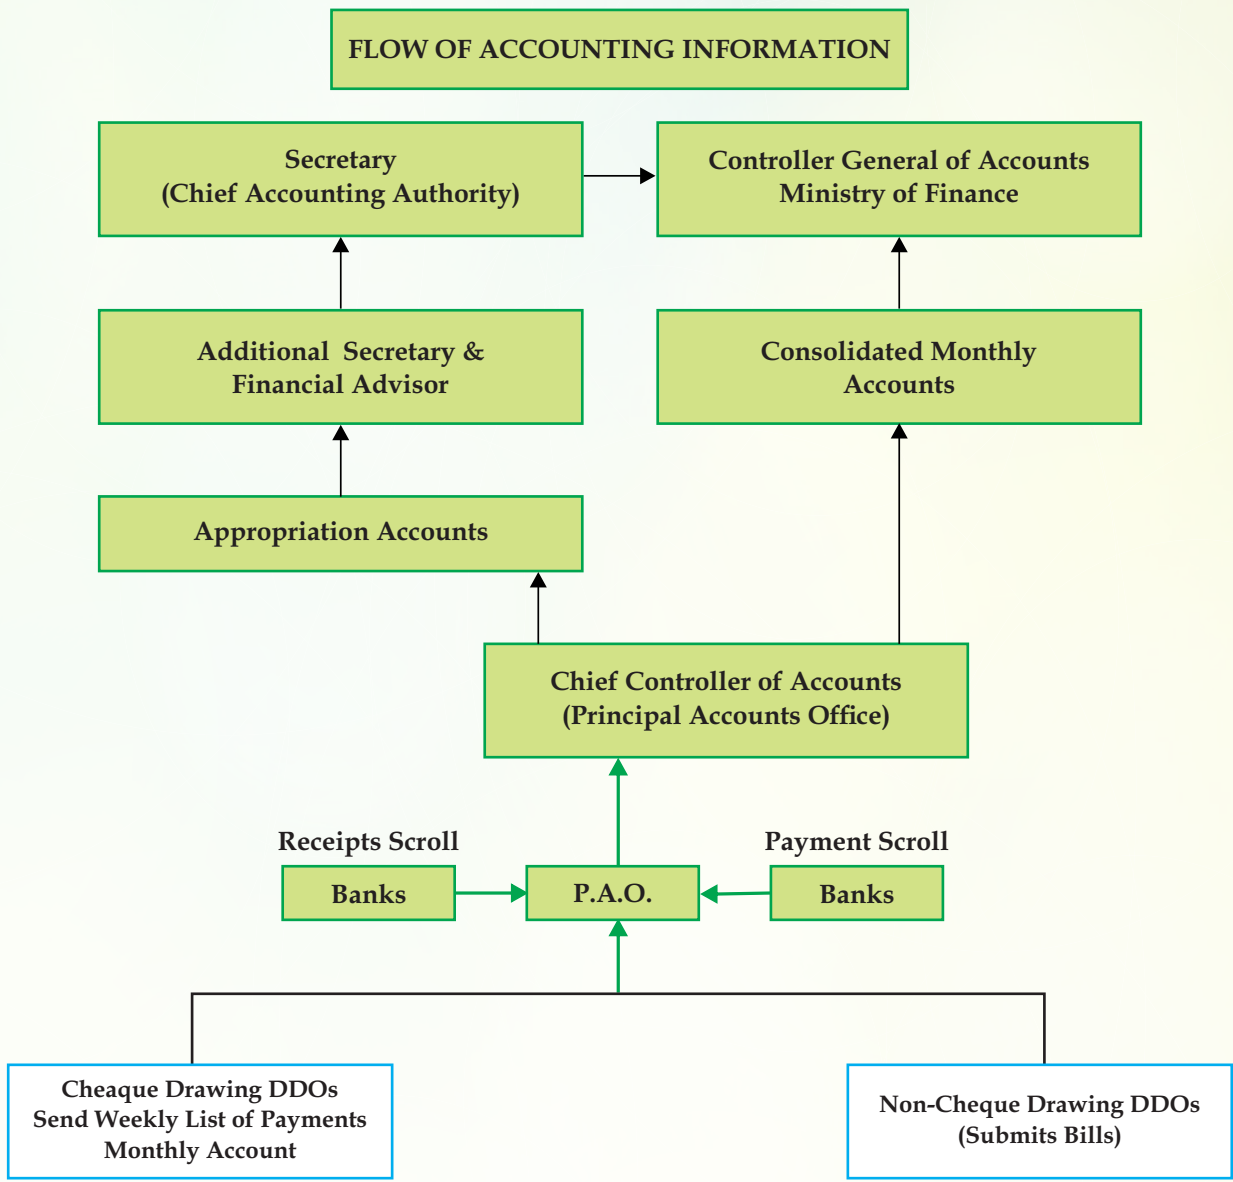 FLOW OF ACCOUNTING INFORMATION
Secretary
(Chief Accounting Authority)
Controller General of Accounts
Ministry of Finance
Additional Secretary &
Financial Advisor
Consolidated Monthly
Accounts
Appropriation Accounts
Chief Controller of Accounts
(Principal Accounts Office)
Receipts Scroll
Payment Scroll
Banks
P.A.O.
Banks
Cheaque Drawing DDOs
Send Weekly List of Payments
Monthly Account
Non-Cheque Drawing DDOs
(Submits Bills)